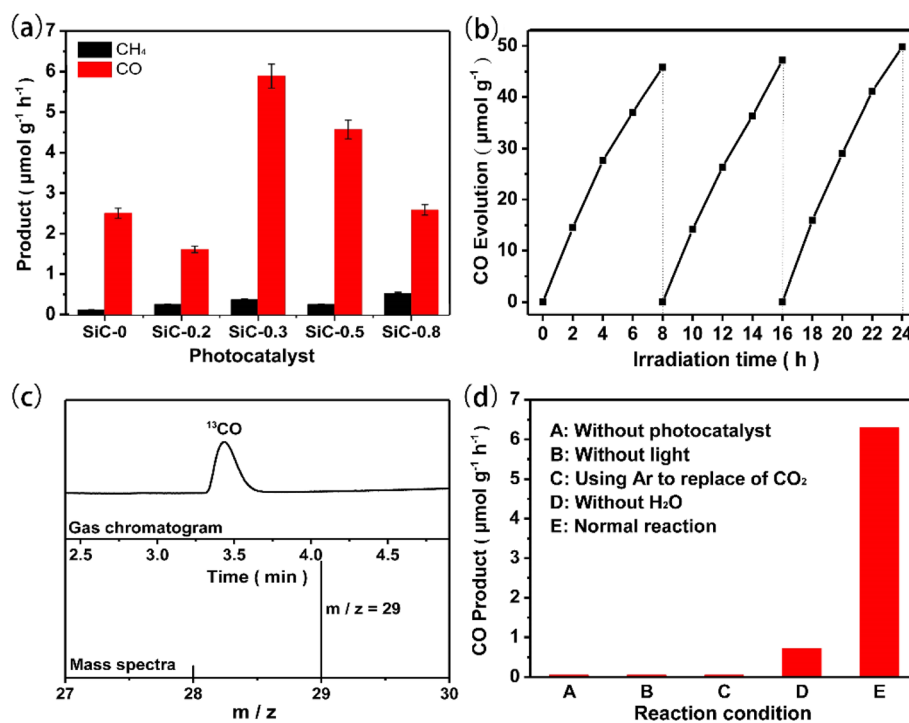 (a)
CH₄
CO
Product ( μmol g⁻¹ h⁻¹ )
7
6
5
4
3
2
1
0
SiC-0 SiC-0.2 SiC-0.3 SiC-0.5 SiC-0.8
Photocatalyst
(b)
CO Evolution ( μmol g⁻¹ )
50
40
30
20
10
0
0 2 4 6 8 10 12 14 16 18 20 22 24
Irradiation time ( h )
(c)
¹³CO
Gas chromatogram
2.5 3.0 3.5 4.0 4.5
Time ( min )
m / z = 29
Mass spectra
27 28 29 30
m / z
(d)
CO Product ( μmol g⁻¹ h⁻¹ )
7
6
5
4
3
2
1
0
A: Without photocatalyst
B: Without light
C: Using Ar to replace of CO₂
D: Without H₂O
E: Normal reaction
A B C D E
Reaction condition